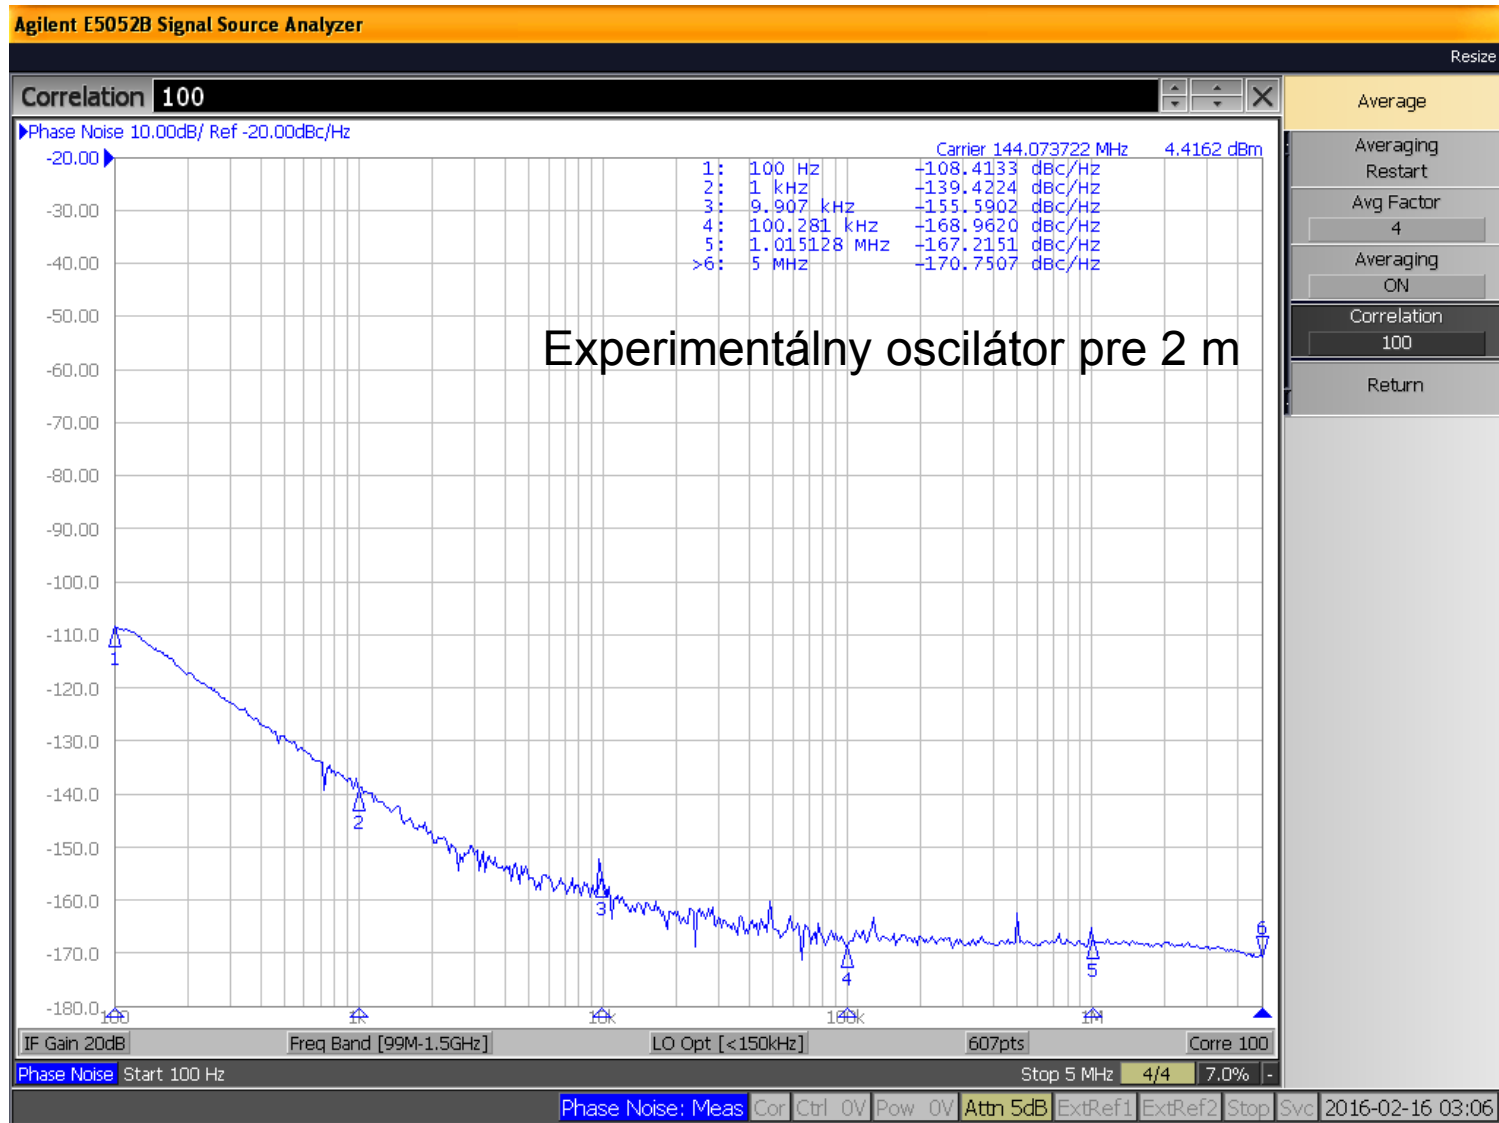 Agilent E5052B Signal Source Analyzer
Resize
Correlation 100
Phase Noise 10.00dB/ Ref -20.00dBc/Hz
Carrier 144.073722 MHz 4.4162 dBm
1: 100 Hz -108.4133 dBc/Hz
2: 1 kHz -139.4224 dBc/Hz
3: 9.907 kHz -155.5902 dBc/Hz
4: 100.281 kHz -168.9620 dBc/Hz
5: 1.015128 MHz -167.2151 dBc/Hz
>6: 5 MHz -170.7507 dBc/Hz
Experimentálny oscilátor pre 2 m
-20.00
-30.00
-40.00
-50.00
-60.00
-70.00
-80.00
-90.00
-100.0
-110.0
-120.0
-130.0
-140.0
-150.0
-160.0
-170.0
-180.0
1
2
3
4
5
6
100 1k 10k 100k 1M
IF Gain 20dB Freq Band [99M-1.5GHz] LO Opt [<150kHz] 607pts Corre 100
Phase Noise Start 100 Hz Stop 5 MHz 4/4 7.0% -
Phase Noise: Meas Cor Ctrl 0V Pow 0V Attn 5dB ExtRef1 ExtRef2 Stop Svc 2016-02-16 03:06
Average
Averaging
Restart
Avg Factor
4
Averaging
ON
Correlation
100
Return